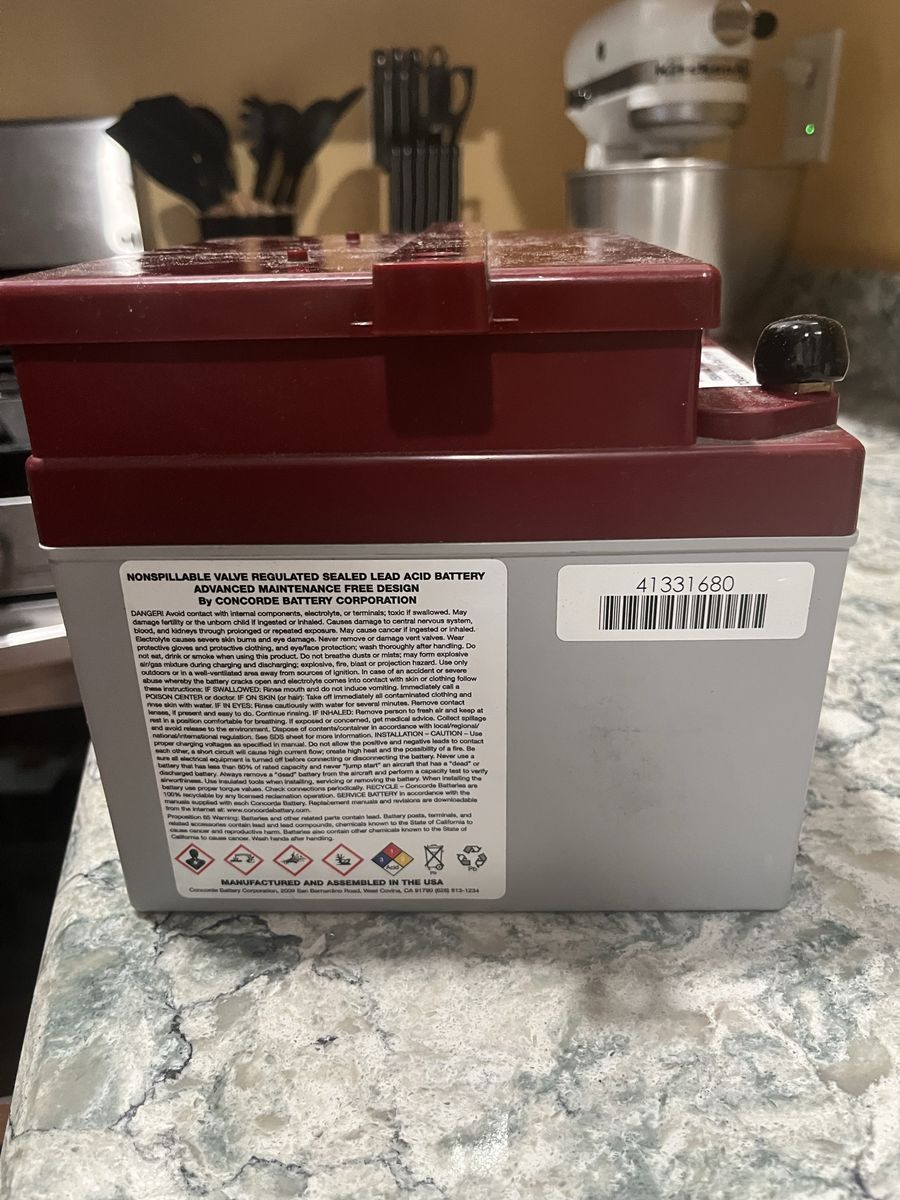 KitchenAid
NONSPILLABLE VALVE REGULATED SEALED LEAD ACID BATTERY
ADVANCED MAINTENANCE FREE DESIGN
By CONCORDE BATTERY CORPORATION
DANGER! Avoid contact with internal components, electrolyte, or terminals; toxic if swallowed. May
damage fertility or the unborn child if ingested or inhaled. Causes damage to central nervous system,
blood, and kidneys through prolonged or repeated exposure. May cause cancer if ingested or inhaled.
Electrolyte causes severe skin burns and eye damage. Never remove or damage vent valves. Wear
protective gloves and protective clothing, and eye/face protection; wash thoroughly after handling. Do
not eat, drink or smoke when using this product. Do not breathe dusts or mists; may form explosive
air/gas mixture during charging and discharging; explosive, fire, blast or projection hazard. Use only
outdoors or in a well-ventilated area away from sources of ignition. In case of an accident or severe
abuse whereby the battery cracks open and electrolyte comes into contact with skin or clothing follow
these instructions; IF SWALLOWED: Rinse mouth and do not induce vomiting. Immediately call a
POISON CENTER or doctor. IF ON SKIN (or hair): Take off immediately all contaminated clothing and
rinse skin with water. IF IN EYES: Rinse cautiously with water for several minutes. Remove contact
lenses, if present and easy to do. Continue rinsing. IF INHALED: Remove person to fresh air and keep at
rest in a position comfortable for breathing. If exposed or concerned, get medical advice. Collect spillage
and avoid release to the environment. Dispose of contents/container in accordance with local/regional/
national/international regulation. See SDS sheet for more information. INSTALLATION – CAUTION – Use
proper charging voltages as specified in manual. Do not allow the positive and negative leads to contact
each other, a short circuit will cause high current flow; create high heat and the possibility of a fire. Be
sure all electrical equipment is turned off before connecting or disconnecting the battery. Never use a
battery that has less than 80% of rated capacity and never "jump start" an aircraft that has a "dead" or
discharged battery. Always remove a "dead" battery from the aircraft and perform a capacity test to verify
airworthiness. Use insulated tools when installing, servicing or removing the battery. When installing the
battery use proper torque values. Check connections periodically. RECYCLE – Concorde Batteries are
100% recyclable by any licensed reclamation operation. SERVICE BATTERY in accordance with the
manuals supplied with each Concorde Battery. Replacement manuals and revisions are downloadable
from the internet at: www.concordebattery.com.
Proposition 65 Warning: Batteries and other related parts contain lead. Battery posts, terminals, and
related accessories contain lead and lead compounds, chemicals known to the State of California to
cause cancer and reproductive harm. Batteries also contain other chemicals known to the State of
California to cause cancer. Wash hands after handling.
1
3 2
Acid
Pb
Pb
MANUFACTURED AND ASSEMBLED IN THE USA
Concorde Battery Corporation, 2009 San Bernardino Road, West Covina, CA 91790 (626) 813-1234
41331680